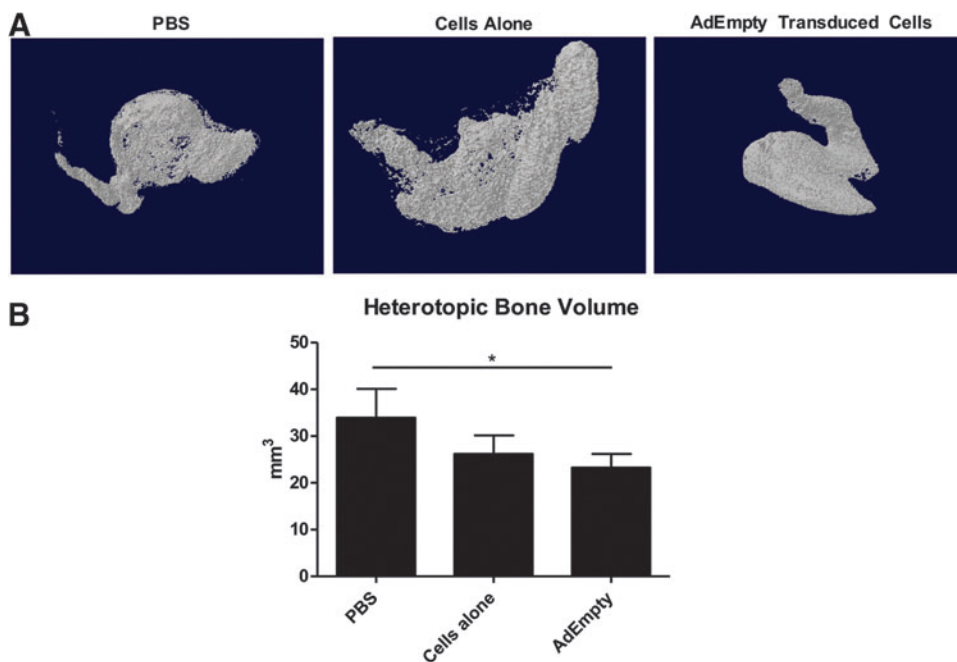 A
PBS
Cells Alone
AdEmpty Transduced Cells
B
Heterotopic Bone Volume
50
40
30
20
10
0
mm³
*
PBS
Cells alone
AdEmpty